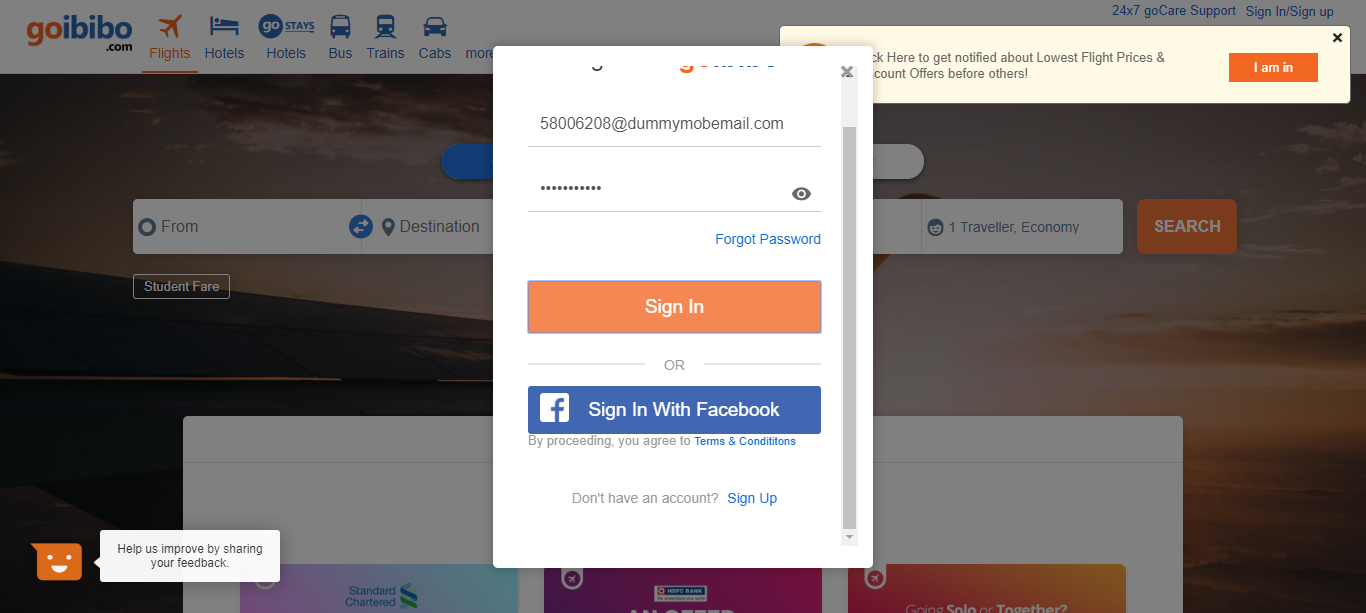 goibibo
.com
Flights
Hotels
go STAYS
Hotels
Bus
Trains
Cabs
more
24x7 goCare Support
Sign In/Sign up
Here to get notified about Lowest Flight Prices &
Offers before others!
I am in
58006208@dummymobemail.com
•••••••••••
Forgot Password
Sign In
OR
Sign In With Facebook
By proceeding, you agree to Terms & Condititons
Don't have an account? Sign Up
From
Destination
1 Traveller, Economy
SEARCH
Student Fare
Help us improve by sharing
your feedback.
Standard
Chartered
HDFC BANK
AN OFFER
Going Solo or Together?